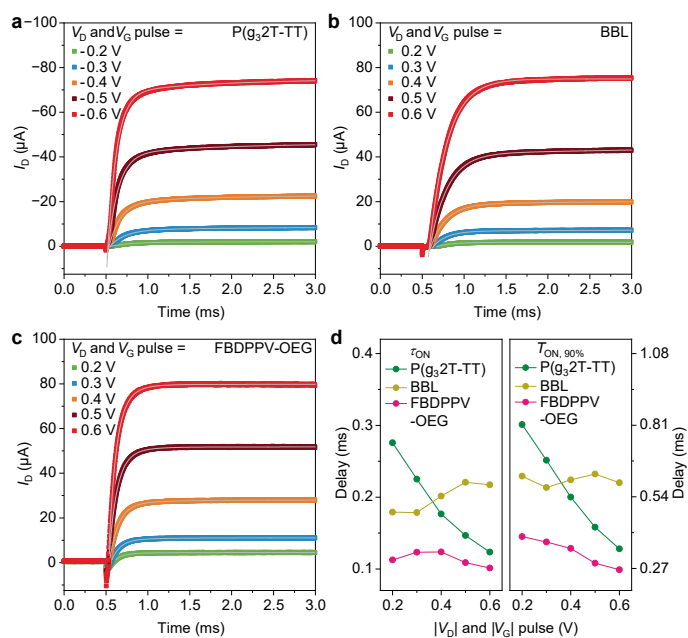 a
V_D and V_G pulse =
P(g₃2T-TT)
-0.2 V
-0.3 V
-0.4 V
-0.5 V
-0.6 V
−80
−60
−40
−20
0
I_D (μA)
0.0 0.5 1.0 1.5 2.0 2.5 3.0
Time (ms)
b
V_D and V_G pulse =
BBL
0.2 V
0.3 V
0.4 V
0.5 V
0.6 V
100
80
60
40
20
0
−20
I_D (μA)
0.0 0.5 1.0 1.5 2.0 2.5 3.0
Time (ms)
c
V_D and V_G pulse =
FBDPPV-OEG
0.2 V
0.3 V
0.4 V
0.5 V
0.6 V
100
80
60
40
20
0
I_D (μA)
0.0 0.5 1.0 1.5 2.0 2.5 3.0
Time (ms)
d
τ_ON
P(g₃2T-TT)
BBL
FBDPPV
-OEG
0.4
0.3
0.2
0.1
Delay (ms)
0.2 0.4 0.6
T_ON, 90%
P(g₃2T-TT)
BBL
FBDPPV
-OEG
1.08
0.81
0.54
0.27
Delay (ms)
0.2 0.4 0.6
|V_D| and |V_G| pulse (V)